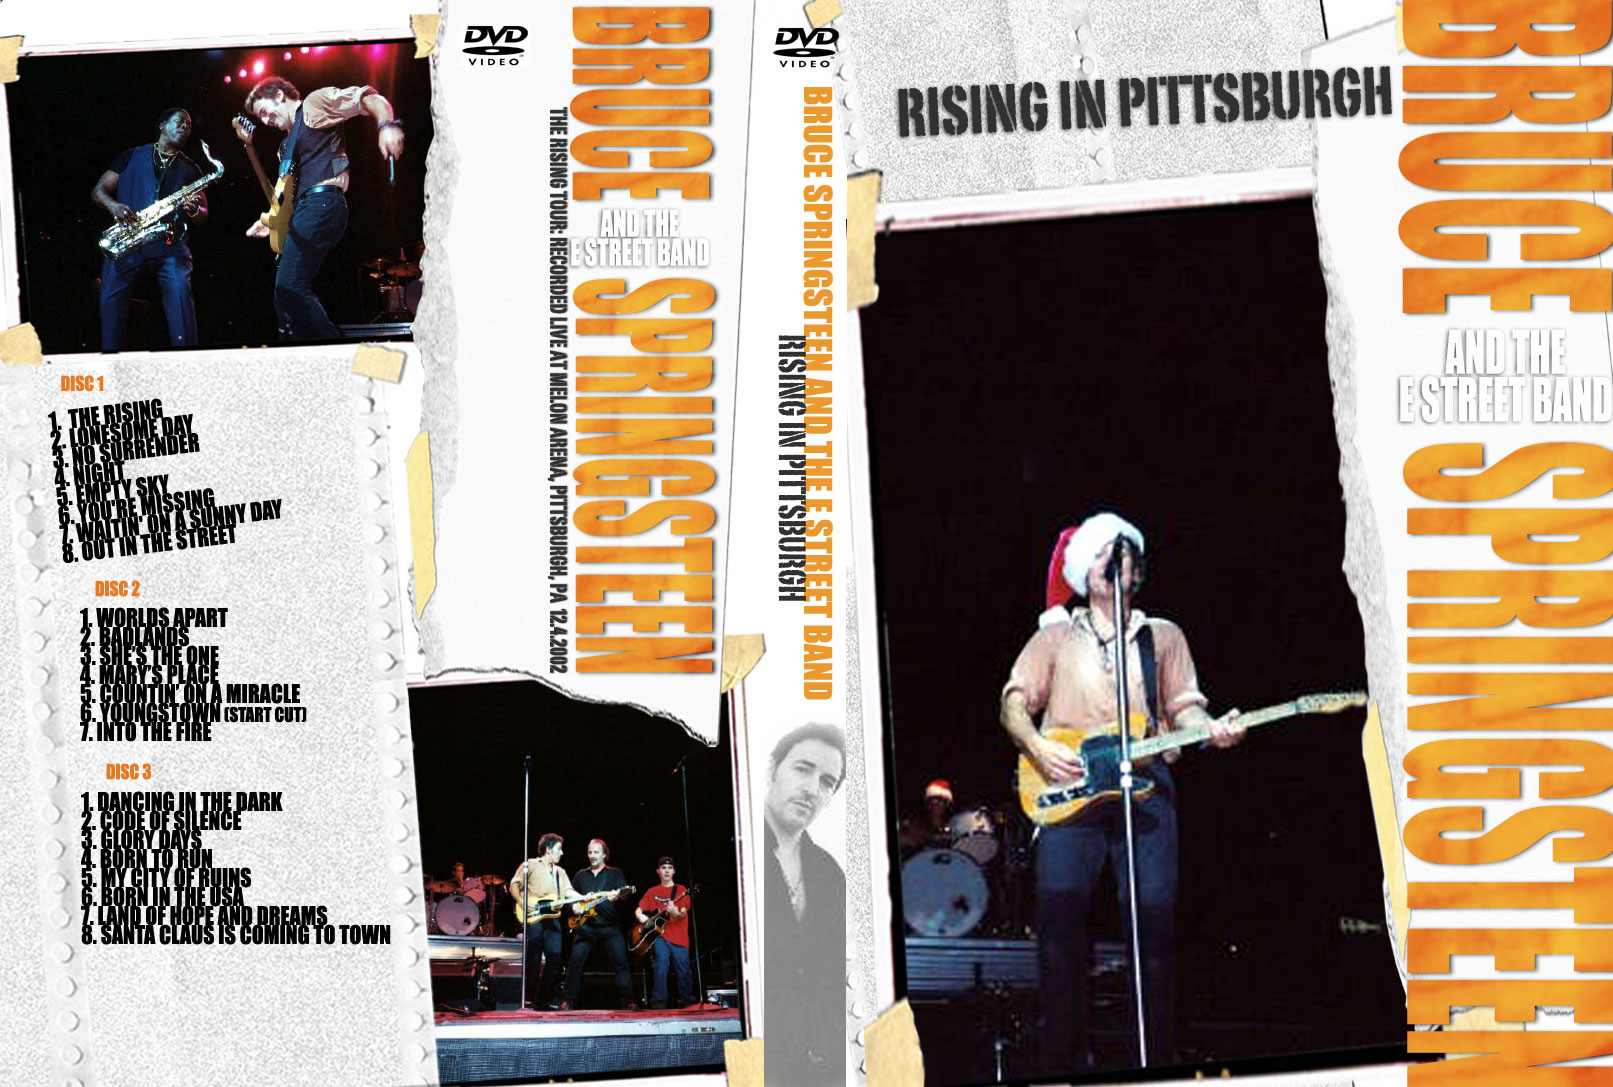 DVD
VIDEO
BRUCE
AND THE
E STREET BAND
SPRINGSTEEN
THE RISING TOUR: RECORDED LIVE AT MELON ARENA, PITTSBURGH, PA 12.4.2002
DISC 1
1. THE RISING
2. LONESOME DAY
3. NO SURRENDER
4. NIGHT
5. EMPTY SKY
6. YOU'RE MISSING
7. WAITIN' ON A SUNNY DAY
8. OUT IN THE STREET
DISC 2
1. WORLDS APART
2. BADLANDS
3. SHE'S THE ONE
4. MARY'S PLACE
5. COUNTIN' ON A MIRACLE
6. YOUNGSTOWN (START CUT)
7. INTO THE FIRE
DISC 3
1. DANCING IN THE DARK
2. CODE OF SILENCE
3. GLORY DAYS
4. BORN TO RUN
5. MY CITY OF RUINS
6. BORN IN THE USA
7. LAND OF HOPE AND DREAMS
8. SANTA CLAUS IS COMING TO TOWN
DVD
VIDEO
BRUCE SPRINGSTEEN AND THE E STREET BAND
RISING IN PITTSBURGH
RISING IN PITTSBURGH
BRUCE
AND THE
E STREET BAND
SPRINGSTEEN